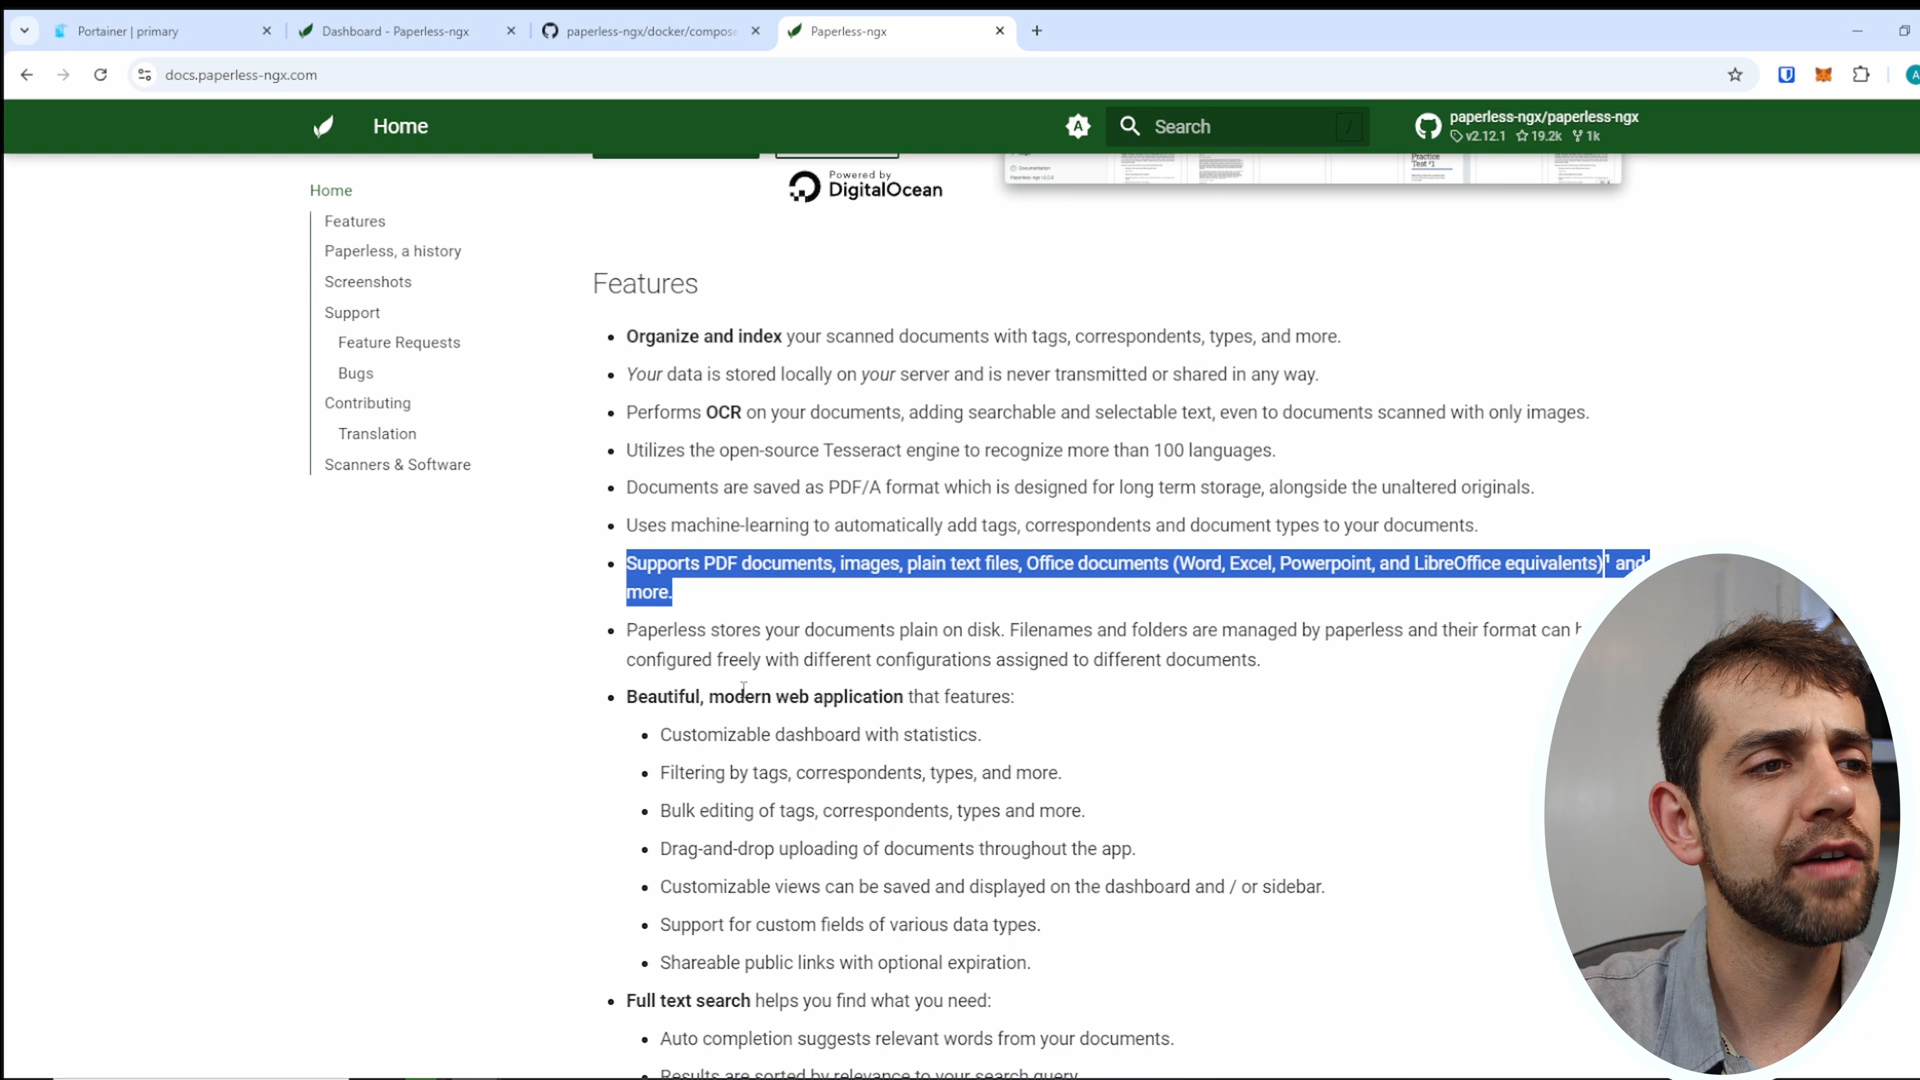 Portainer | primary
Dashboard - Paperless-ngx
paperless-ngx/docker/compose
Paperless-ngx
docs.paperless-ngx.com
Home
Search
/
paperless-ngx/paperless-ngx
v2.12.1 19.2k 1k
Home
Features
Paperless, a history
Screenshots
Support
Feature Requests
Bugs
Contributing
Translation
Scanners & Software
Powered by
DigitalOcean
Documentation
Practice
Test #1
Features
Organize and index your scanned documents with tags, correspondents, types, and more.
Your data is stored locally on your server and is never transmitted or shared in any way.
Performs OCR on your documents, adding searchable and selectable text, even to documents scanned with only images.
Utilizes the open-source Tesseract engine to recognize more than 100 languages.
Documents are saved as PDF/A format which is designed for long term storage, alongside the unaltered originals.
Uses machine-learning to automatically add tags, correspondents and document types to your documents.
Supports PDF documents, images, plain text files, Office documents (Word, Excel, Powerpoint, and LibreOffice equivalents)¹ and
more.
Paperless stores your documents plain on disk. Filenames and folders are managed by paperless and their format can
configured freely with different configurations assigned to different documents.
Beautiful, modern web application that features:
Customizable dashboard with statistics.
Filtering by tags, correspondents, types, and more.
Bulk editing of tags, correspondents, types and more.
Drag-and-drop uploading of documents throughout the app.
Customizable views can be saved and displayed on the dashboard and / or sidebar.
Support for custom fields of various data types.
Shareable public links with optional expiration.
Full text search helps you find what you need:
Auto completion suggests relevant words from your documents.
Results are sorted by relevance to your search query.